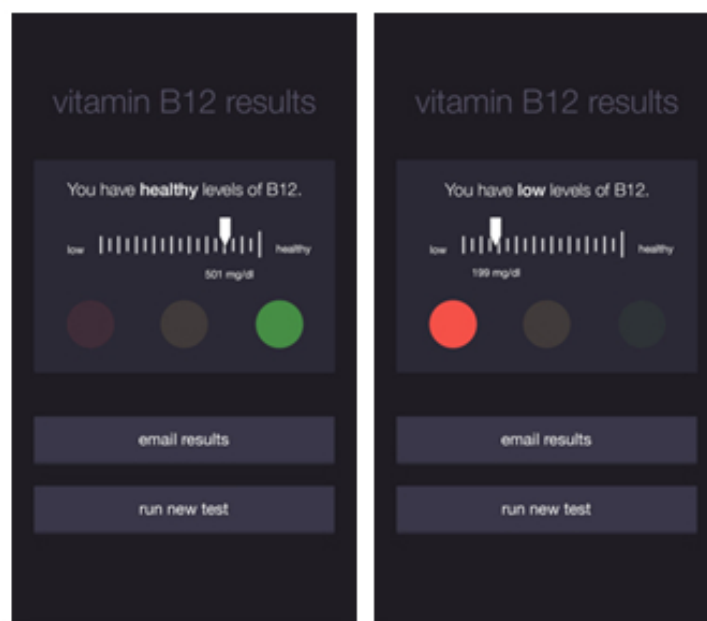 vitamin B12 results
You have healthy levels of B12.
low healthy
501 mg/dl
email results
run new test
vitamin B12 results
You have low levels of B12.
low healthy
199 mg/dl
email results
run new test